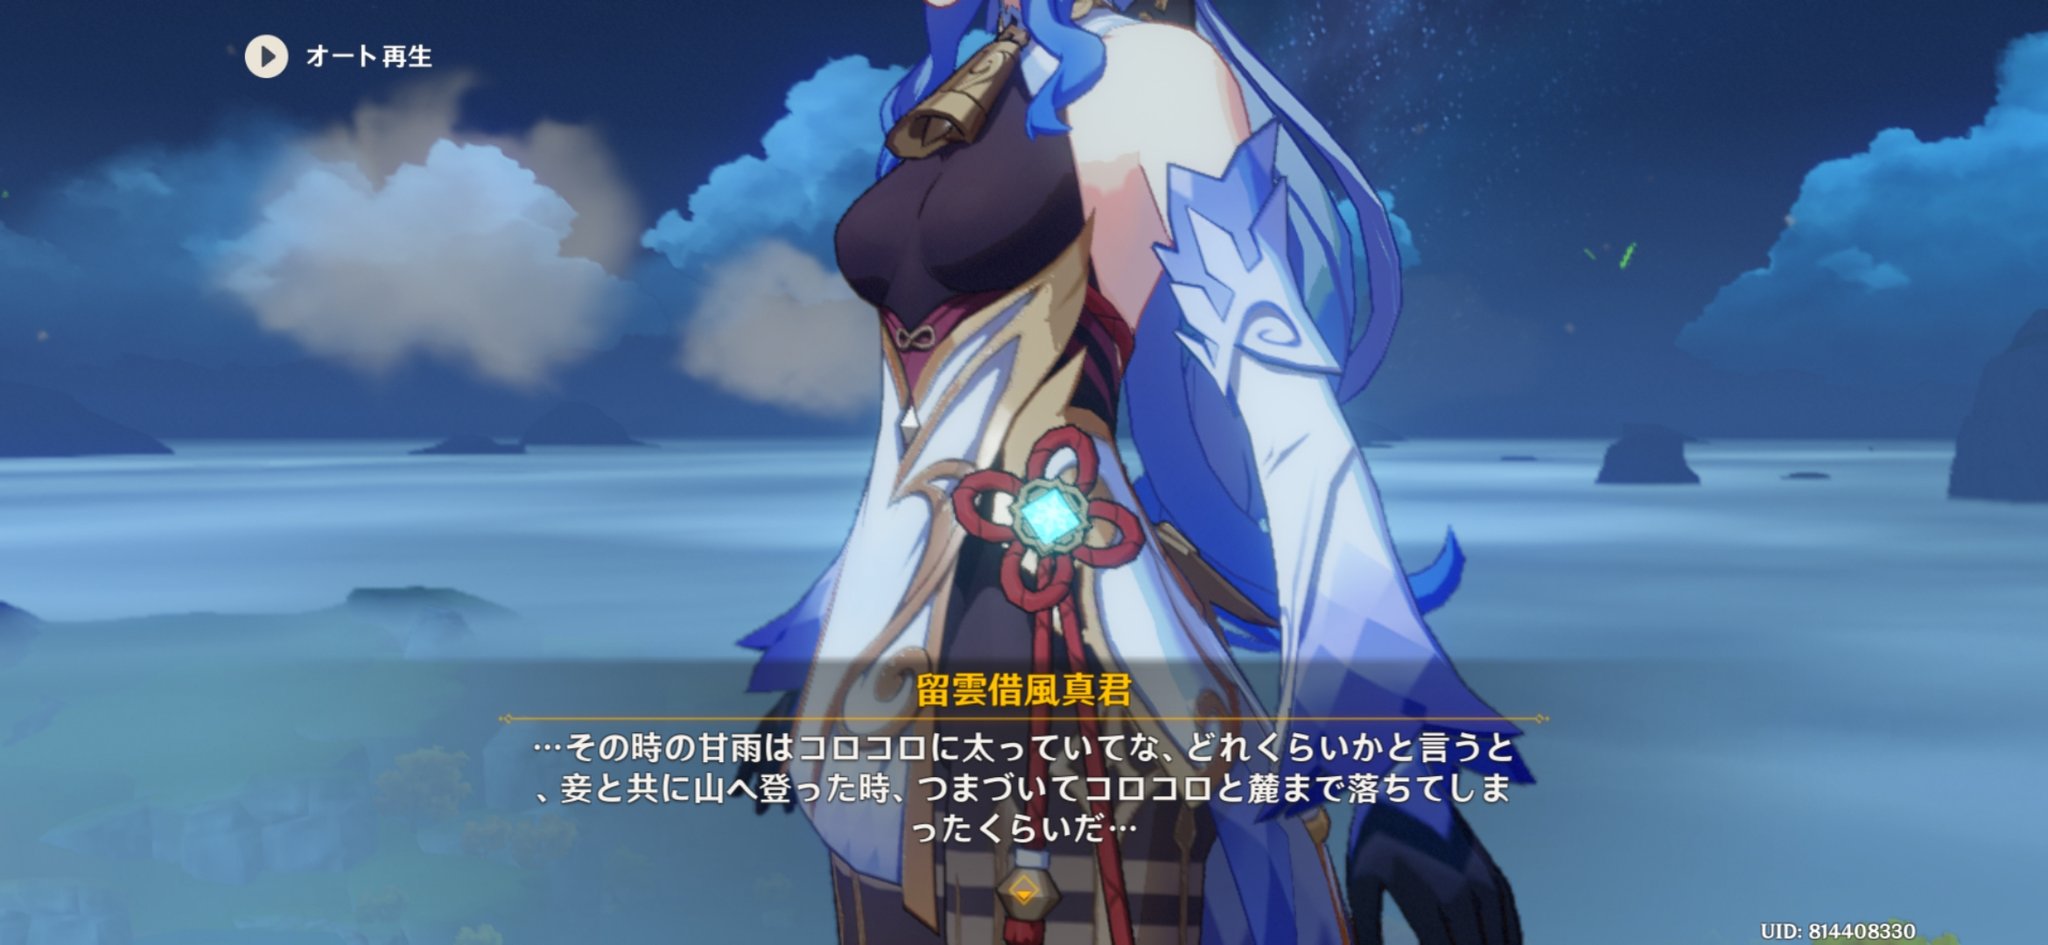 オート再生
留雲借風真君
…その時の甘雨はコロコロに太っていてな、どれくらいかと言うと
、妾と共に山へ登った時、つまづいてコロコロと麓まで落ちてしま
ったくらいだ…
UID: 814408330